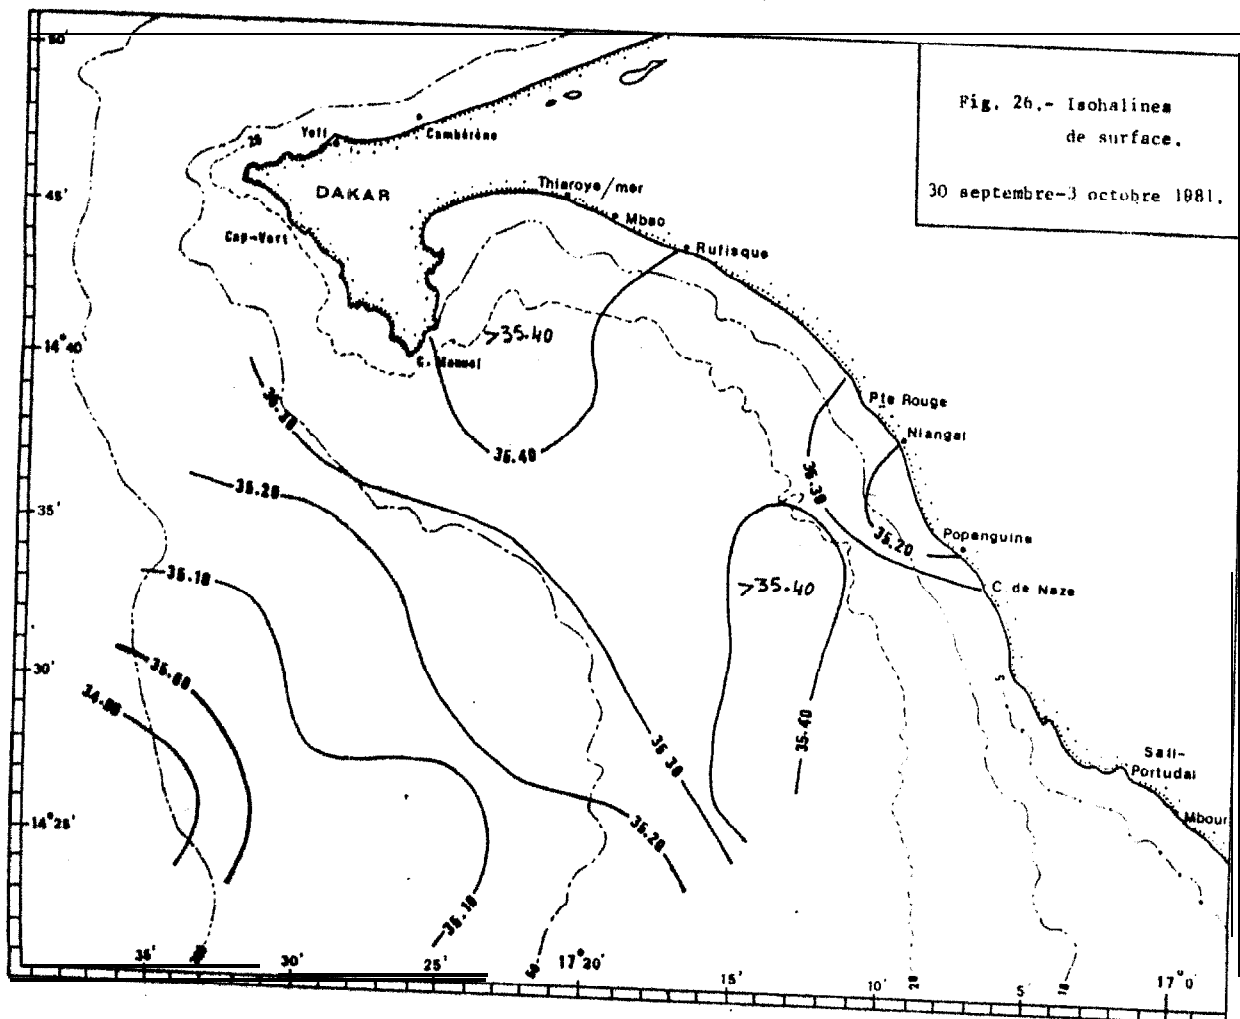 Fig. 26.- Isohalines
de surface.
30 septembre-3 octobre 1981.
50'
Yoff
Cambérène
20
DAKAR
45'
Thiaroye/mer
Mbao
Cap-Vert
Rufisque
>35.40
14°40'
C. Manuel
Pte Rouge
35.30
Niangal
35.40
35.20
35.30
35'
35.20
Popenguine
35.10
>35.40
C. de Naze
30'
35.00
5
34.90
35.40
35.30
Sali-
Portudal
14°25'
35.20
Mbour
35.10
35'
30'
25'
50
17°20'
15'
10'
20
5'
10
17°0'